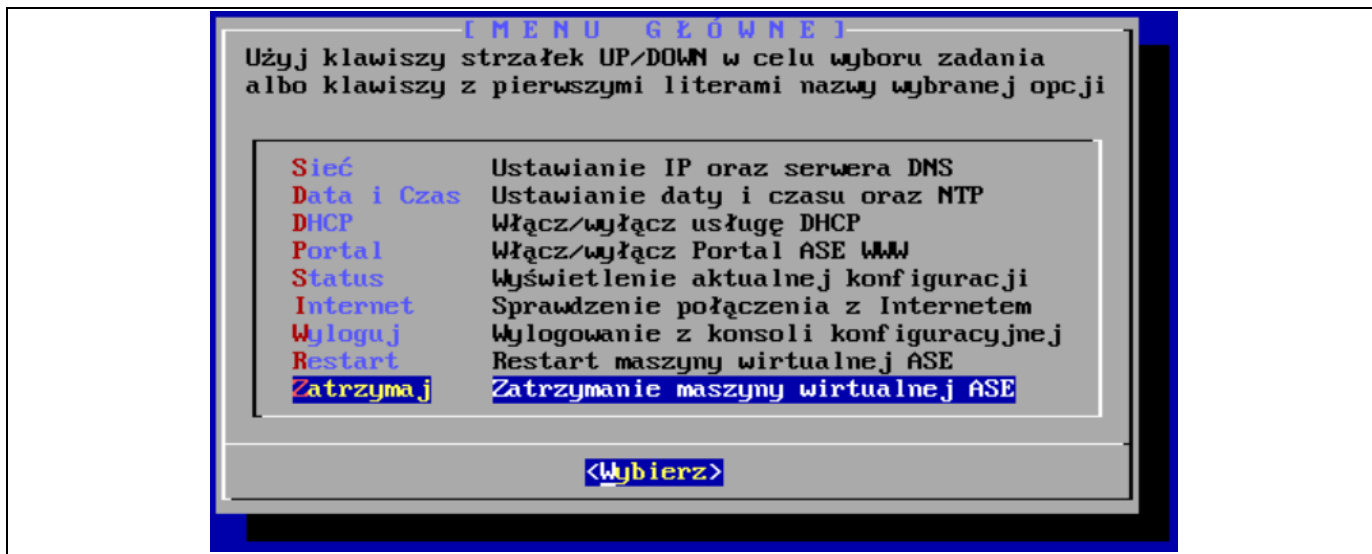 [MENU GŁÓWNE]
Użyj klawiszy strzałek UP/DOWN w celu wyboru zadania
albo klawiszy z pierwszymi literami nazwy wybranej opcji
Sieć Ustawianie IP oraz serwera DNS
Data i Czas Ustawianie daty i czasu oraz NTP
DHCP Włącz/wyłącz usługę DHCP
Portal Włącz/wyłącz Portal ASE WWW
Status Wyświetlenie aktualnej konfiguracji
Internet Sprawdzenie połączenia z Internetem
Wyloguj Wylogowanie z konsoli konfiguracyjnej
Restart Restart maszyny wirtualnej ASE
Zatrzymaj Zatrzymanie maszyny wirtualnej ASE
<Wybierz>